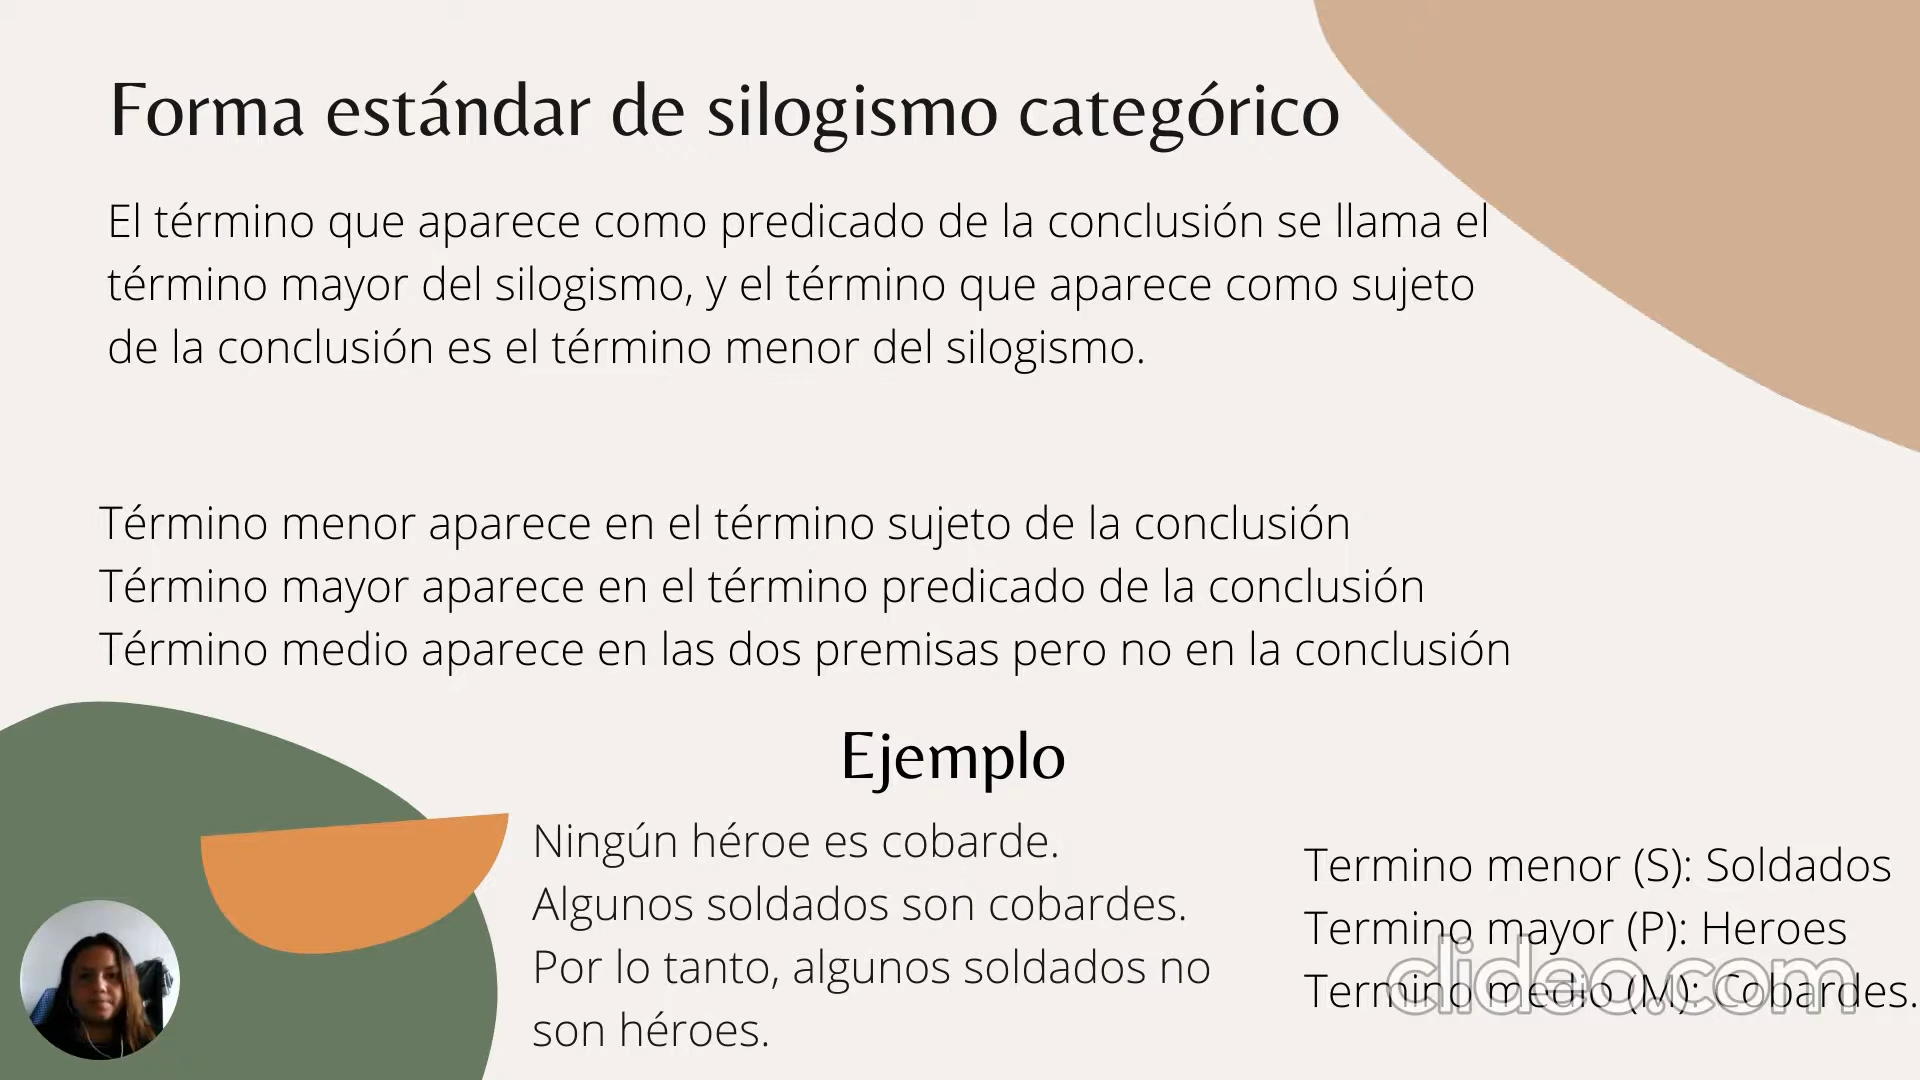 Forma estándar de silogismo categórico
El término que aparece como predicado de la conclusión se llama el
término mayor del silogismo, y el término que aparece como sujeto
de la conclusión es el término menor del silogismo.
Término menor aparece en el término sujeto de la conclusión
Término mayor aparece en el término predicado de la conclusión
Término medio aparece en las dos premisas pero no en la conclusión
Ejemplo
Ningún héroe es cobarde.
Algunos soldados son cobardes.
Por lo tanto, algunos soldados no
son héroes.
Termino menor (S): Soldados
Termino mayor (P): Heroes
Termino medio (M): Cobardes.
clideo.com